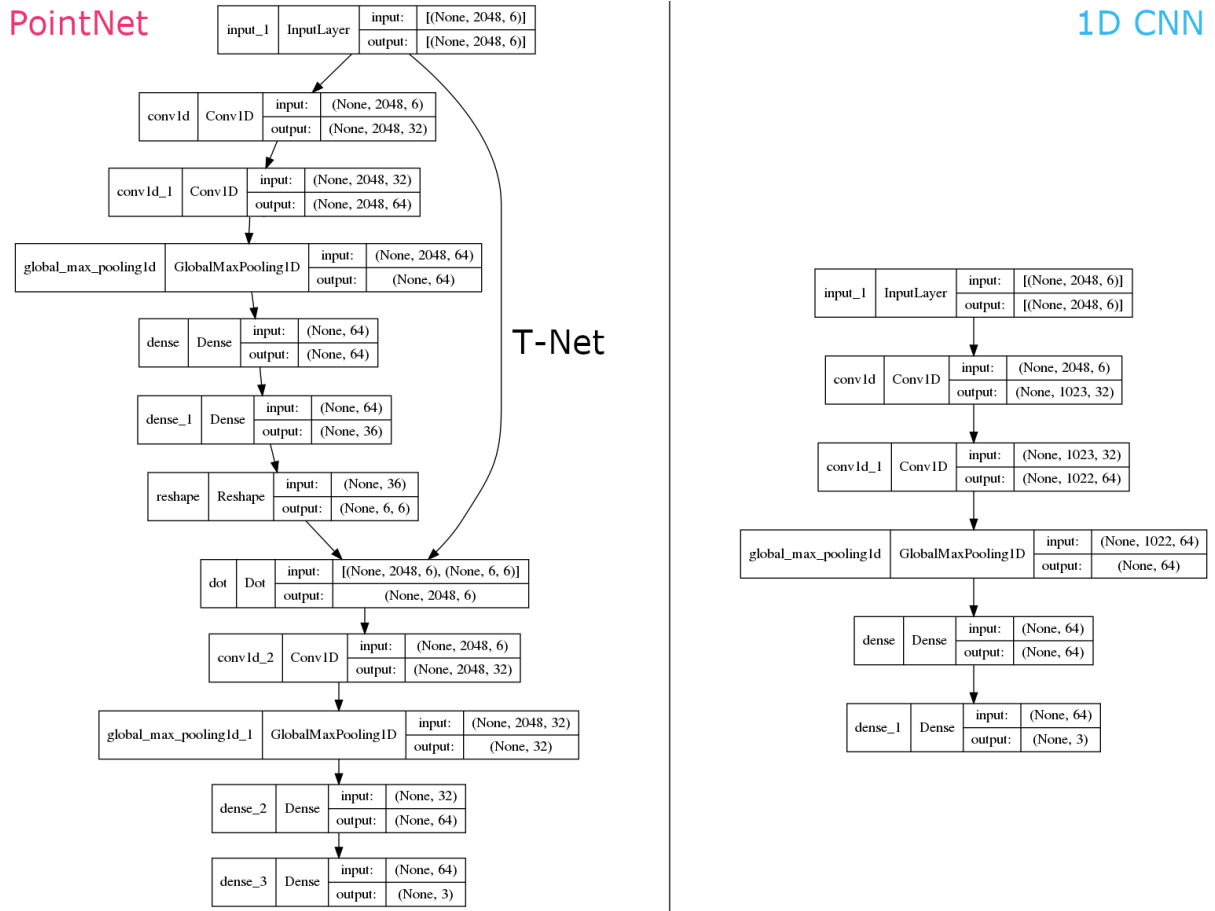 PointNet
input_1 InputLayer input: [(None, 2048, 6)]
output: [(None, 2048, 6)]
conv1d Conv1D input: (None, 2048, 6)
output: (None, 2048, 32)
conv1d_1 Conv1D input: (None, 2048, 32)
output: (None, 2048, 64)
global_max_pooling1d GlobalMaxPooling1D input: (None, 2048, 64)
output: (None, 64)
dense Dense input: (None, 64)
output: (None, 64)
T-Net
dense_1 Dense input: (None, 64)
output: (None, 36)
reshape Reshape input: (None, 36)
output: (None, 6, 6)
dot Dot input: [(None, 2048, 6), (None, 6, 6)]
output: (None, 2048, 6)
conv1d_2 Conv1D input: (None, 2048, 6)
output: (None, 2048, 32)
global_max_pooling1d_1 GlobalMaxPooling1D input: (None, 2048, 32)
output: (None, 32)
dense_2 Dense input: (None, 32)
output: (None, 64)
dense_3 Dense input: (None, 64)
output: (None, 3)
1D CNN
input_1 InputLayer input: [(None, 2048, 6)]
output: [(None, 2048, 6)]
conv1d Conv1D input: (None, 2048, 6)
output: (None, 1023, 32)
conv1d_1 Conv1D input: (None, 1023, 32)
output: (None, 1022, 64)
global_max_pooling1d GlobalMaxPooling1D input: (None, 1022, 64)
output: (None, 64)
dense Dense input: (None, 64)
output: (None, 64)
dense_1 Dense input: (None, 64)
output: (None, 3)